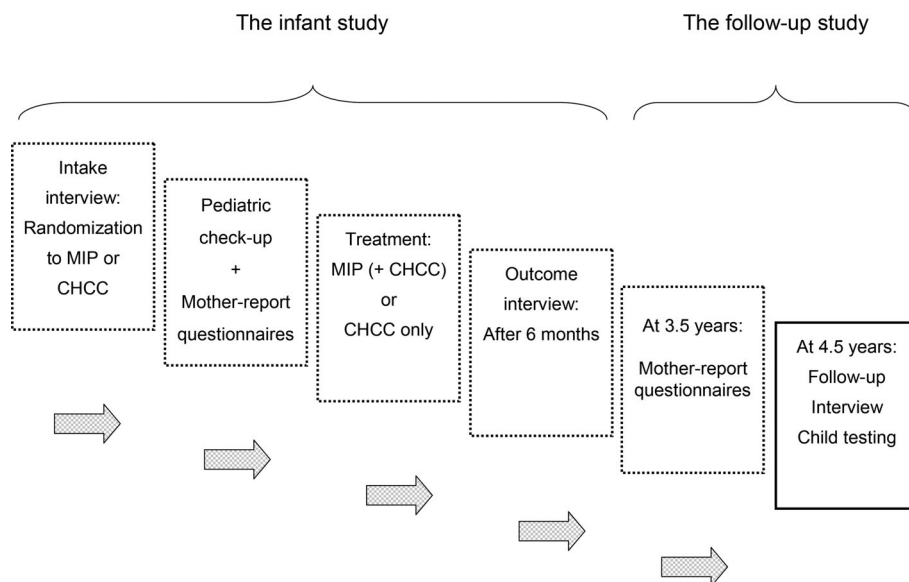 The infant study
The follow-up study
Intake
interview:
Randomization
to MIP or
CHCC
Pediatric
check-up
+
Mother-report
questionnaires
Treatment:
MIP (+ CHCC)
or
CHCC only
Outcome
interview:
After 6 months
At 3.5 years:
Mother-report
questionnaires
At 4.5 years:
Follow-up
Interview
Child testing